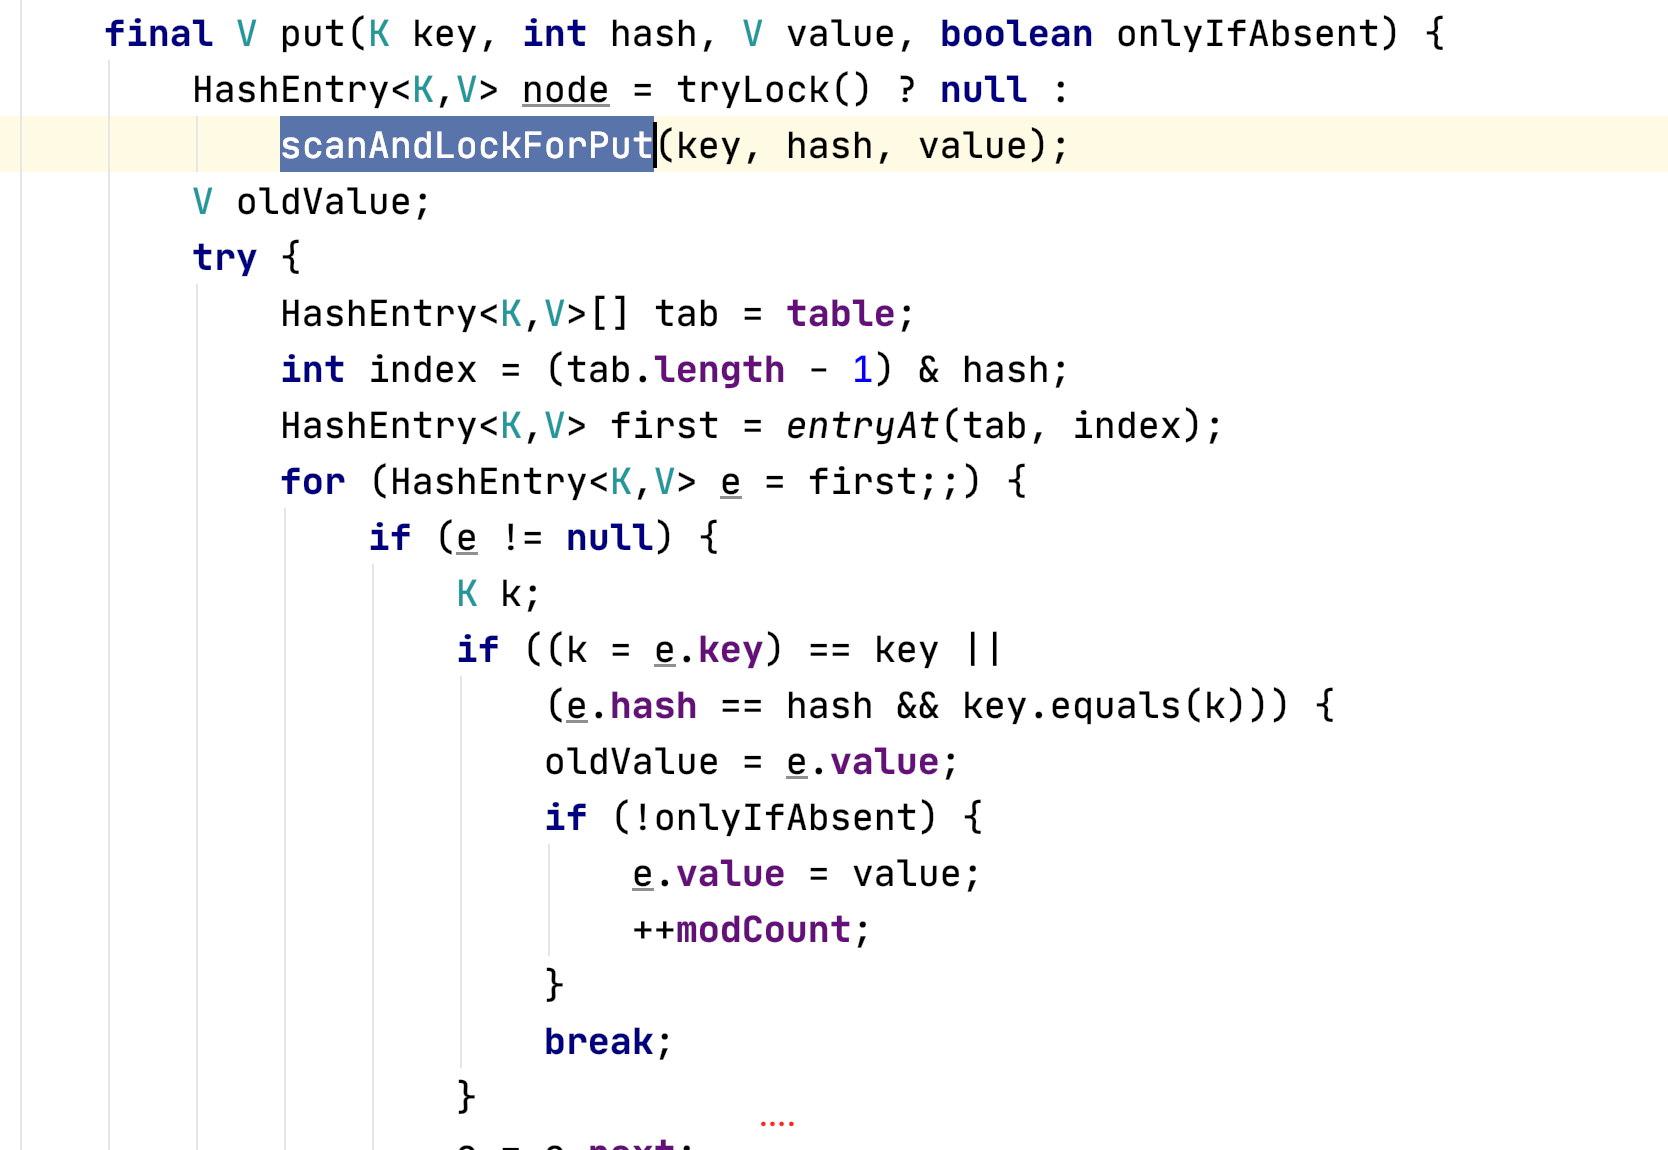 final V put(K key, int hash, V value, boolean onlyIfAbsent) {
HashEntry<K,V> node = tryLock() ? null :
scanAndLockForPut(key, hash, value);
V oldValue;
try {
HashEntry<K,V>[] tab = table;
int index = (tab.length - 1) & hash;
HashEntry<K,V> first = entryAt(tab, index);
for (HashEntry<K,V> e = first;;) {
if (e != null) {
K k;
if ((k = e.key) == key ||
(e.hash == hash && key.equals(k))) {
oldValue = e.value;
if (!onlyIfAbsent) {
e.value = value;
++modCount;
}
break;
}
....
e = e.next;